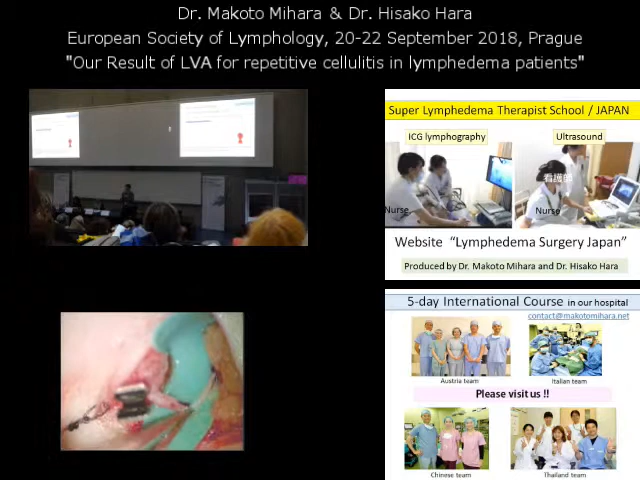 Dr. Makoto Mihara & Dr. Hisako Hara
European Society of Lymphology, 20-22 September 2018, Prague
"Our Result of LVA for repetitive cellulitis in lymphedema patients"
Super Lymphedema Therapist School / JAPAN
ICG lymphography
Ultrasound
看護師
Nurse
Nurse
Website "Lymphedema Surgery Japan"
Produced by Dr. Makoto Mihara and Dr. Hisako Hara
5-day International Course in our hospital
contact@makotomihara.net
Austria team
Italian team
Please visit us !!
Chinese team
Thailand team